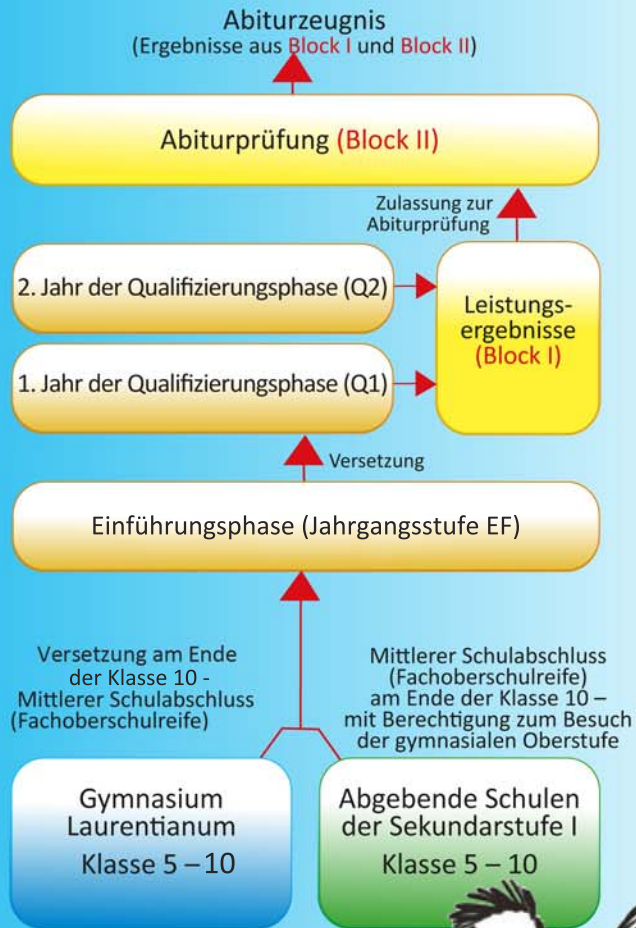 Abiturzeugnis
(Ergebnisse aus Block I und Block II)
Abiturprüfung (Block II)
Zulassung zur
Abiturprüfung
2. Jahr der Qualifizierungsphase (Q2)
Leistungs-
ergebnisse
(Block I)
1. Jahr der Qualifizierungsphase (Q1)
Versetzung
Einführungsphase (Jahrgangsstufe EF)
Versetzung am Ende
der Klasse 10 -
Mittlerer Schulabschluss
(Fachoberschulreife)
Mittlerer Schulabschluss
(Fachoberschulreife)
am Ende der Klasse 10 –
mit Berechtigung zum Besuch
der gymnasialen Oberstufe
Gymnasium
Laurentianum
Klasse 5 – 10
Abgebende Schulen
der Sekundarstufe I
Klasse 5 – 10